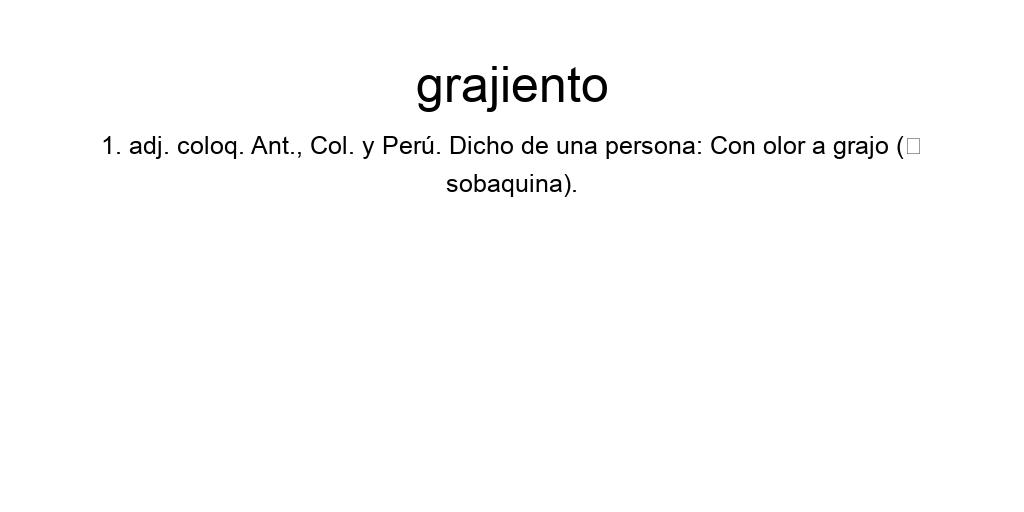 grajiento
1. adj. coloq. Ant., Col. y Perú. Dicho de una persona: Con olor a grajo (□
sobaquina).